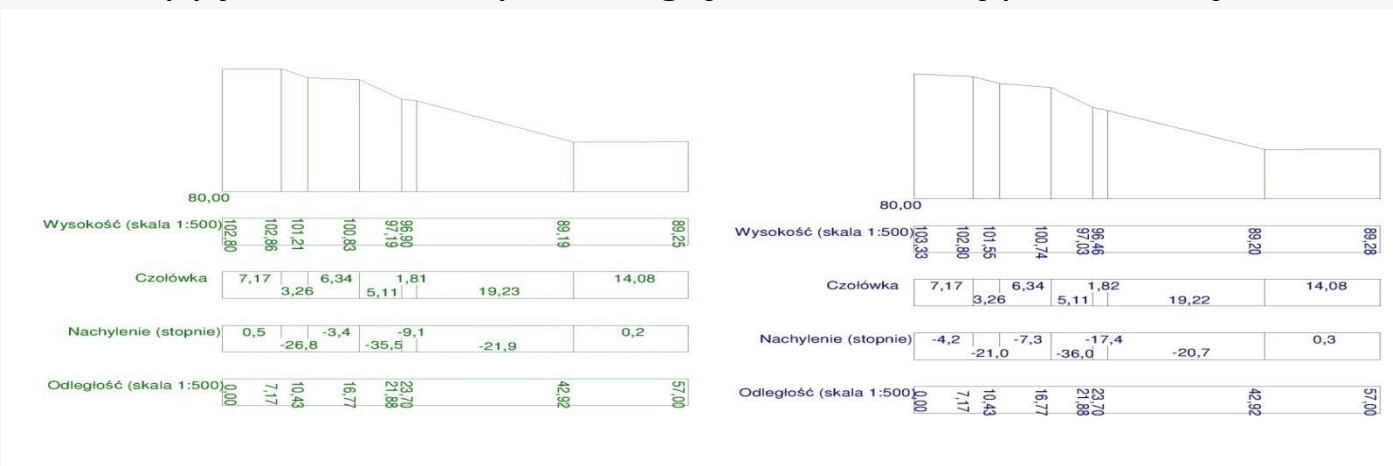 80,00
Wysokość (skala 1:500) 102,80 102,86 101,21 100,83 97,19 96,90 89,19 89,25
Czołówka 7,17 3,26 6,34 5,11 1,81 19,23 14,08
Nachylenie (stopnie) 0,5 -26,8 -3,4 -35,5 -9,1 -21,9 0,2
Odległość (skala 1:500) 0,00 7,17 10,43 16,77 21,88 23,70 42,92 57,00
80,00
Wysokość (skala 1:500) 103,33 102,80 101,55 100,74 97,03 96,46 89,20 89,28
Czołówka 7,17 3,26 6,34 5,11 1,82 19,22 14,08
Nachylenie (stopnie) -4,2 -21,0 -7,3 -36,0 -17,4 -20,7 0,3
Odległość (skala 1:500) 0,00 7,17 10,43 16,77 21,88 23,70 42,92 57,00